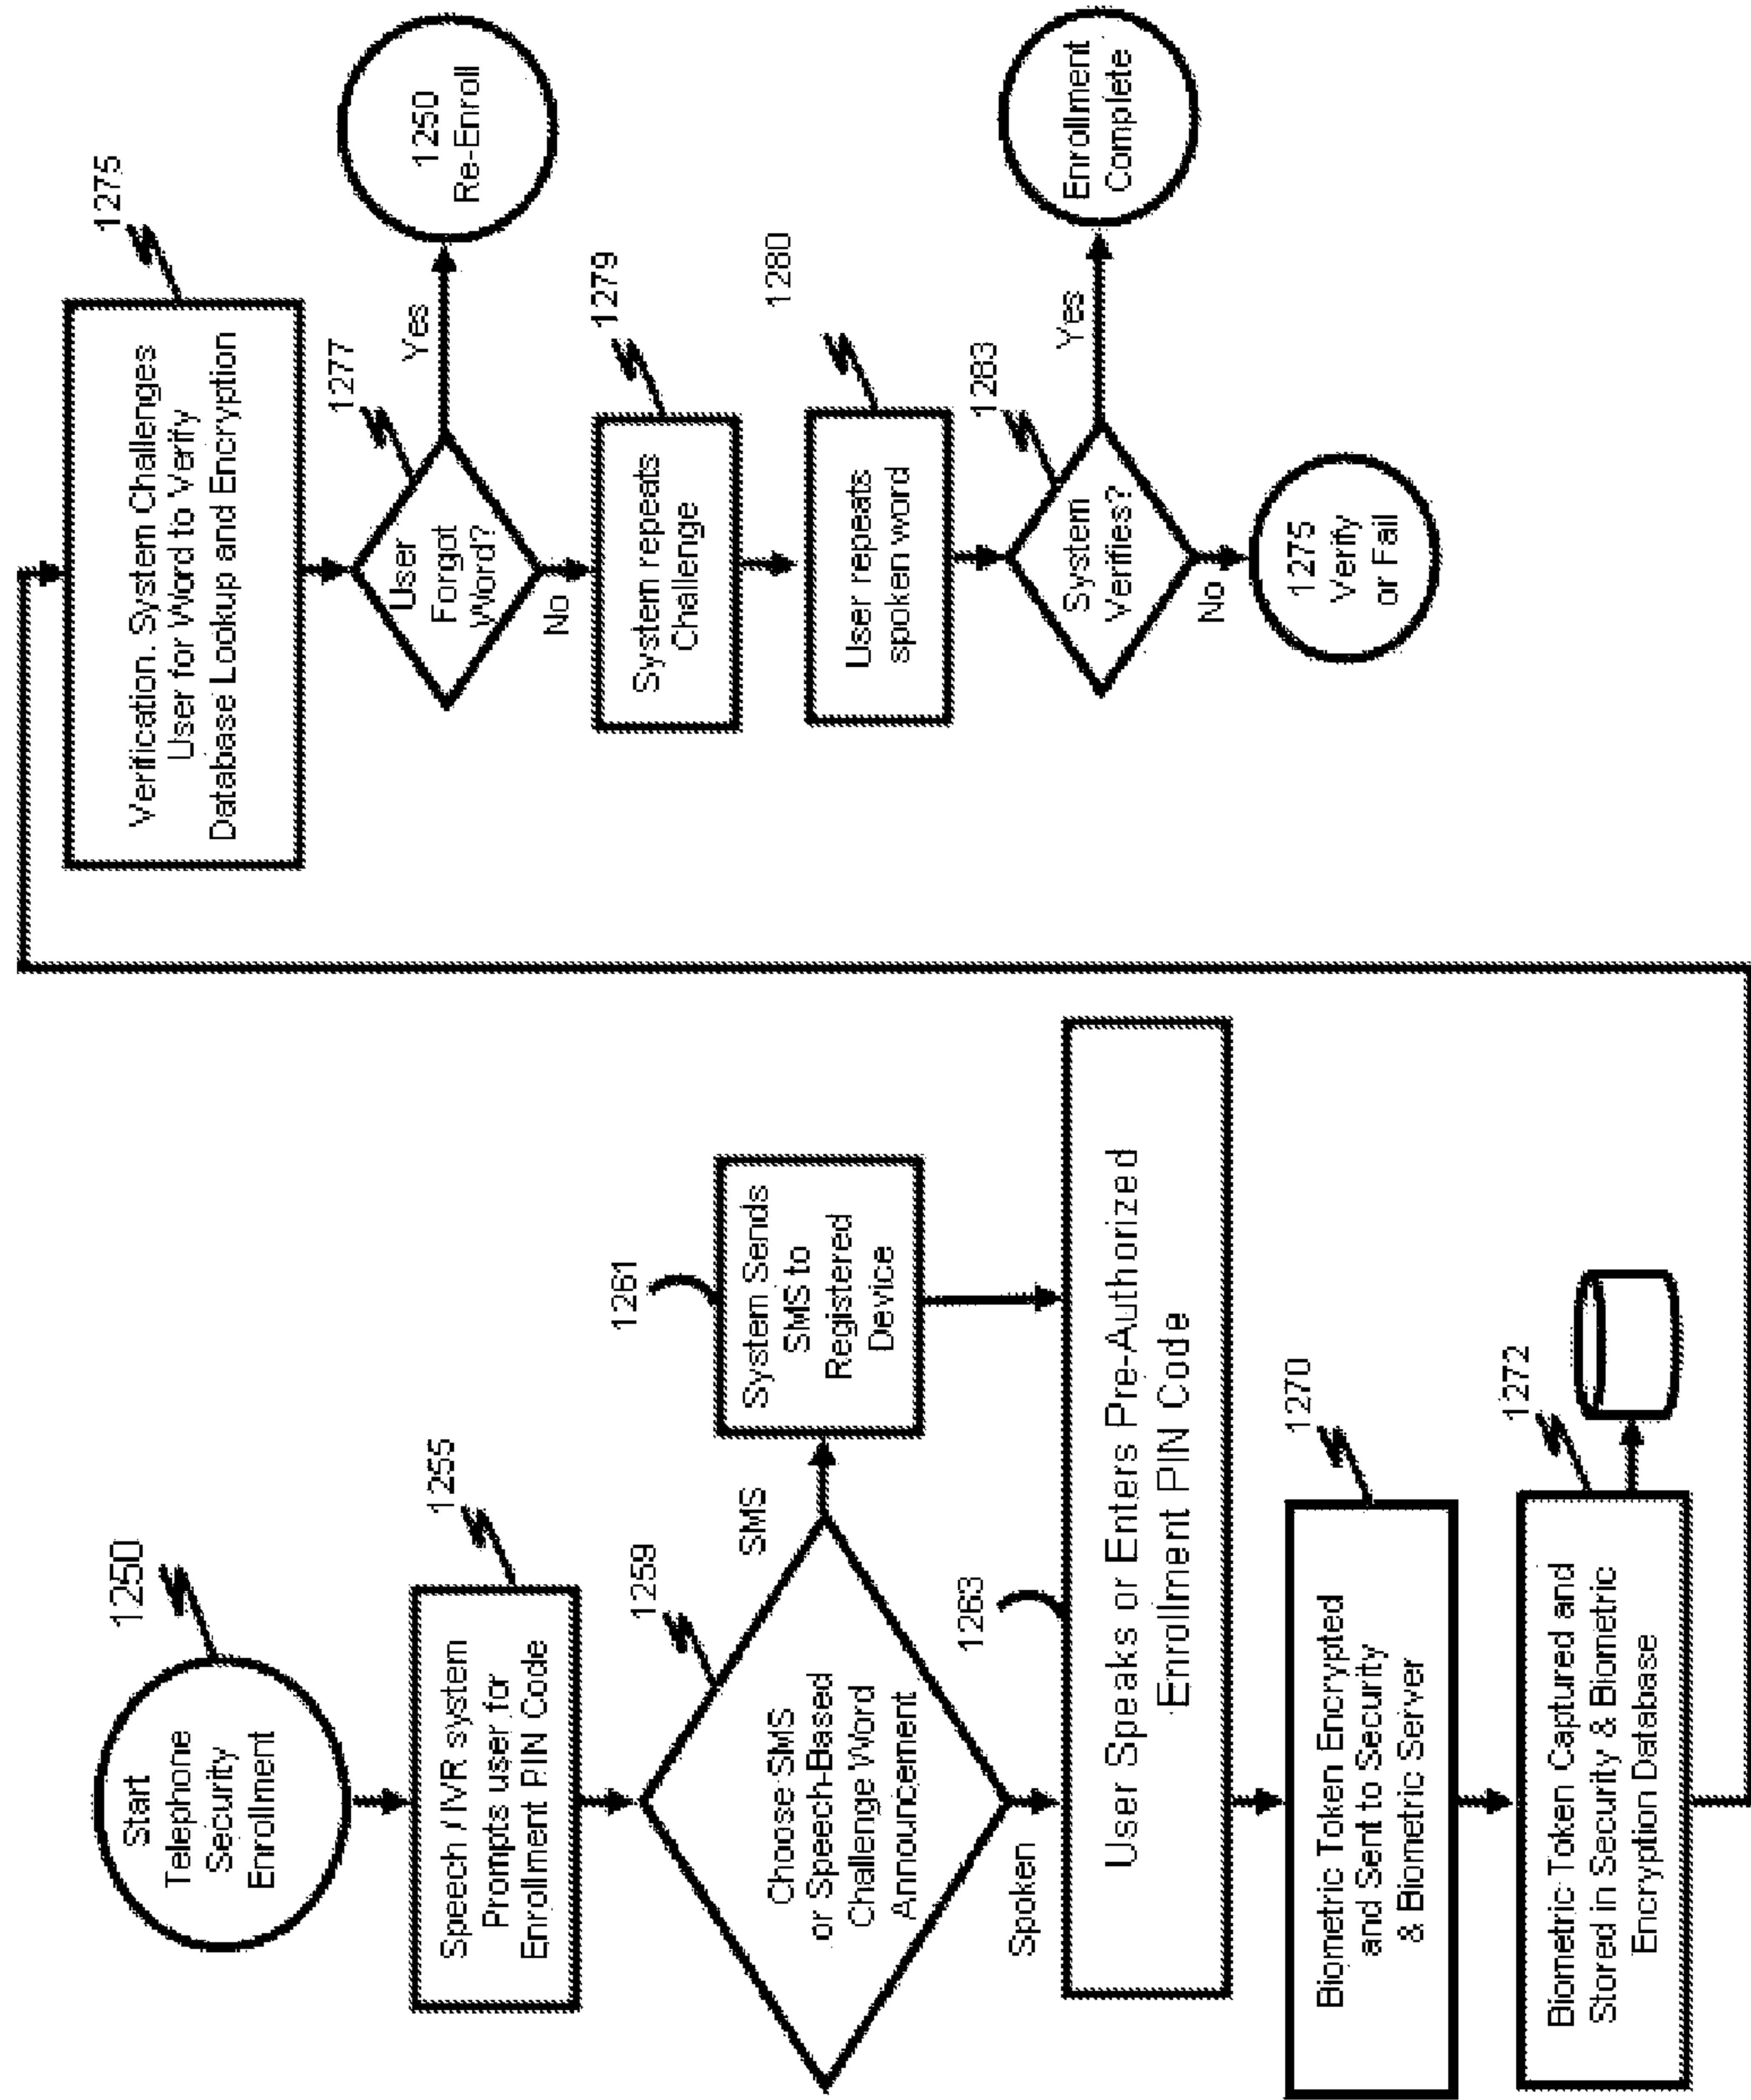 Start
Telephone
Security
Enrollment
1250
Speech / IVR system
Prompts user for
Enrollment PIN Code
1255
Choose SMS
or Speech-Based
Challenge Word
Announcement
1259
SMS
System Sends
SMS to
Registered
Device
1261
Spoken
User Speaks or Enters Pre-Authorized
Enrollment PIN Code
1263
Biometric Token Encrypted
and Sent to Security
& Biometric Server
1270
Biometric Token Captured and
Stored in Security & Biometric
Encryption Database
1272
Verification. System Challenges
User for Word to Verify
Database Lookup and Encryption
1275
User
Forgot
Word?
1277
Yes
1250
Re-Enroll
No
System repeats
Challenge
1279
User repeats
spoken word
1280
System
Verifies?
1283
Yes
Enrollment
Complete
No
1275
Verify
or Fail